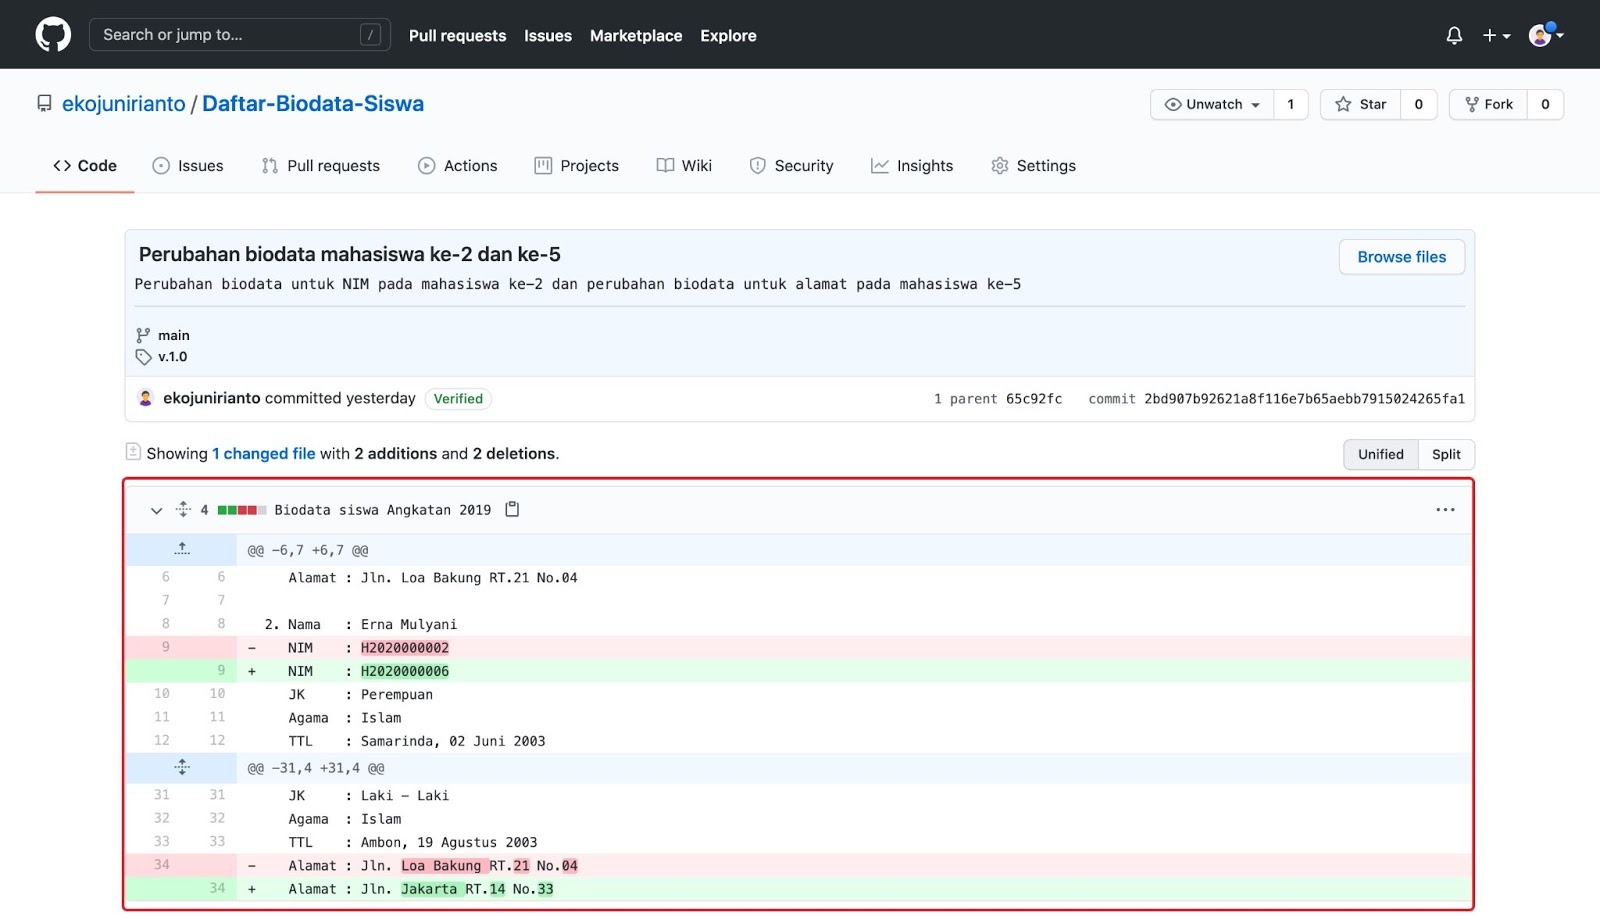 Search or jump to... /
Pull requests Issues Marketplace Explore
ekojunirianto / Daftar-Biodata-Siswa
Unwatch 1 Star 0 Fork 0
Code Issues Pull requests Actions Projects Wiki Security Insights Settings
Perubahan biodata mahasiswa ke-2 dan ke-5
Browse files
Perubahan biodata untuk NIM pada mahasiswa ke-2 dan perubahan biodata untuk alamat pada mahasiswa ke-5
main
v.1.0
ekojunirianto committed yesterday Verified 1 parent 65c92fc commit 2bd907b92621a8f116e7b65aebb7915024265fa1
Showing 1 changed file with 2 additions and 2 deletions.
Unified Split
4 Biodata siswa Angkatan 2019 ...
@@ -6,7 +6,7 @@
6 6 Alamat : Jln. Loa Bakung RT.21 No.04
7 7
8 8 2. Nama : Erna Mulyani
9 - NIM : H2020000002
9 + NIM : H2020000006
10 10 JK : Perempuan
11 11 Agama : Islam
12 12 TTL : Samarinda, 02 Juni 2003
@@ -31,4 +31,4 @@
31 31 JK : Laki - Laki
32 32 Agama : Islam
33 33 TTL : Ambon, 19 Agustus 2003
34 - Alamat : Jln. Loa Bakung RT.21 No.04
34 + Alamat : Jln. Jakarta RT.14 No.33